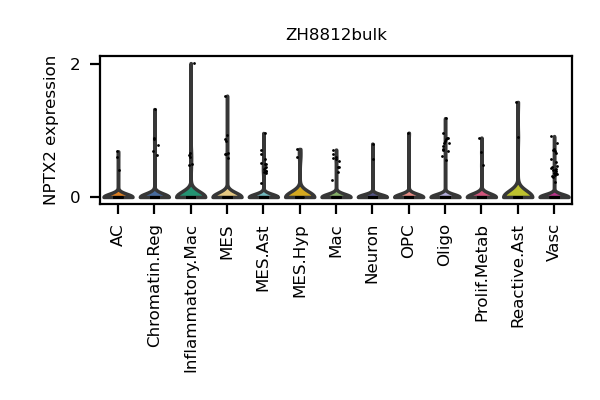 ZH8812bulk
NPTX2 expression
2
0
AC
Chromatin.Reg
Inflammatory.Mac
MES
MES.Ast
MES.Hyp
Mac
Neuron
OPC
Oligo
Prolif.Metab
Reactive.Ast
Vasc